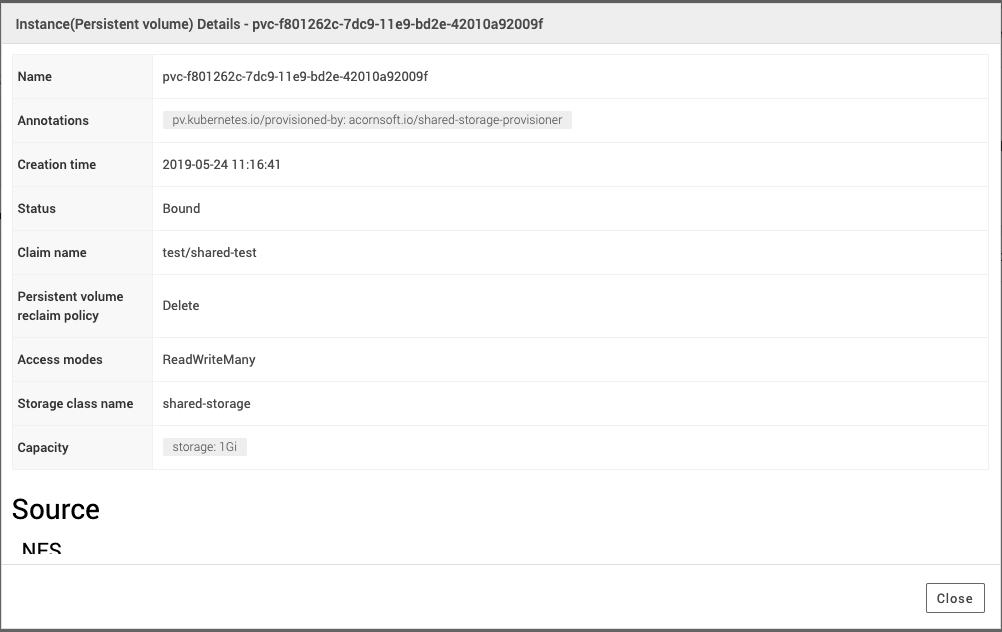 Instance(Persistent volume) Details - pvc-f801262c-7dc9-11e9-bd2e-42010a92009f
Name pvc-f801262c-7dc9-11e9-bd2e-42010a92009f
Annotations pv.kubernetes.io/provisioned-by: acornsoft.io/shared-storage-provisioner
Creation time 2019-05-24 11:16:41
Status Bound
Claim name test/shared-test
Persistent volume
reclaim policy Delete
Access modes ReadWriteMany
Storage class name shared-storage
Capacity storage: 1Gi
Source
NFS
Close